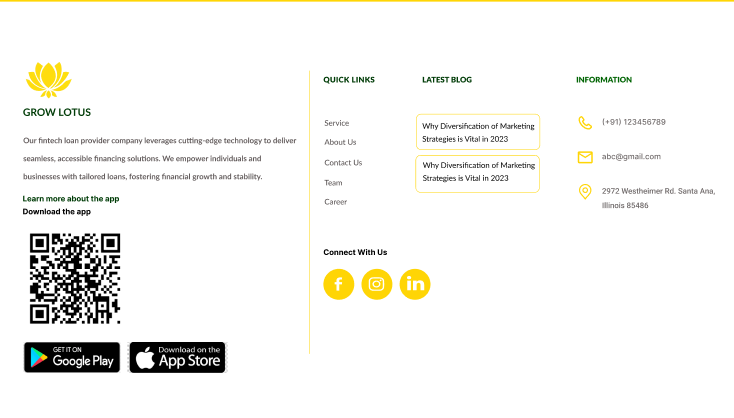 GROW LOTUS
Our fintech loan provider company leverages cutting-edge technology to deliver
seamless, accessible financing solutions. We empower individuals and
businesses with tailored loans, fostering financial growth and stability.
Learn more about the app
Download the app
GET IT ON
Google Play
Download on the
App Store
QUICK LINKS
Service
About Us
Contact Us
Team
Career
Connect With Us
f
in
LATEST BLOG
Why Diversification of Marketing
Strategies is Vital in 2023
Why Diversification of Marketing
Strategies is Vital in 2023
INFORMATION
(+91) 123456789
abc@gmail.com
2972 Westheimer Rd. Santa Ana,
Illinois 85486